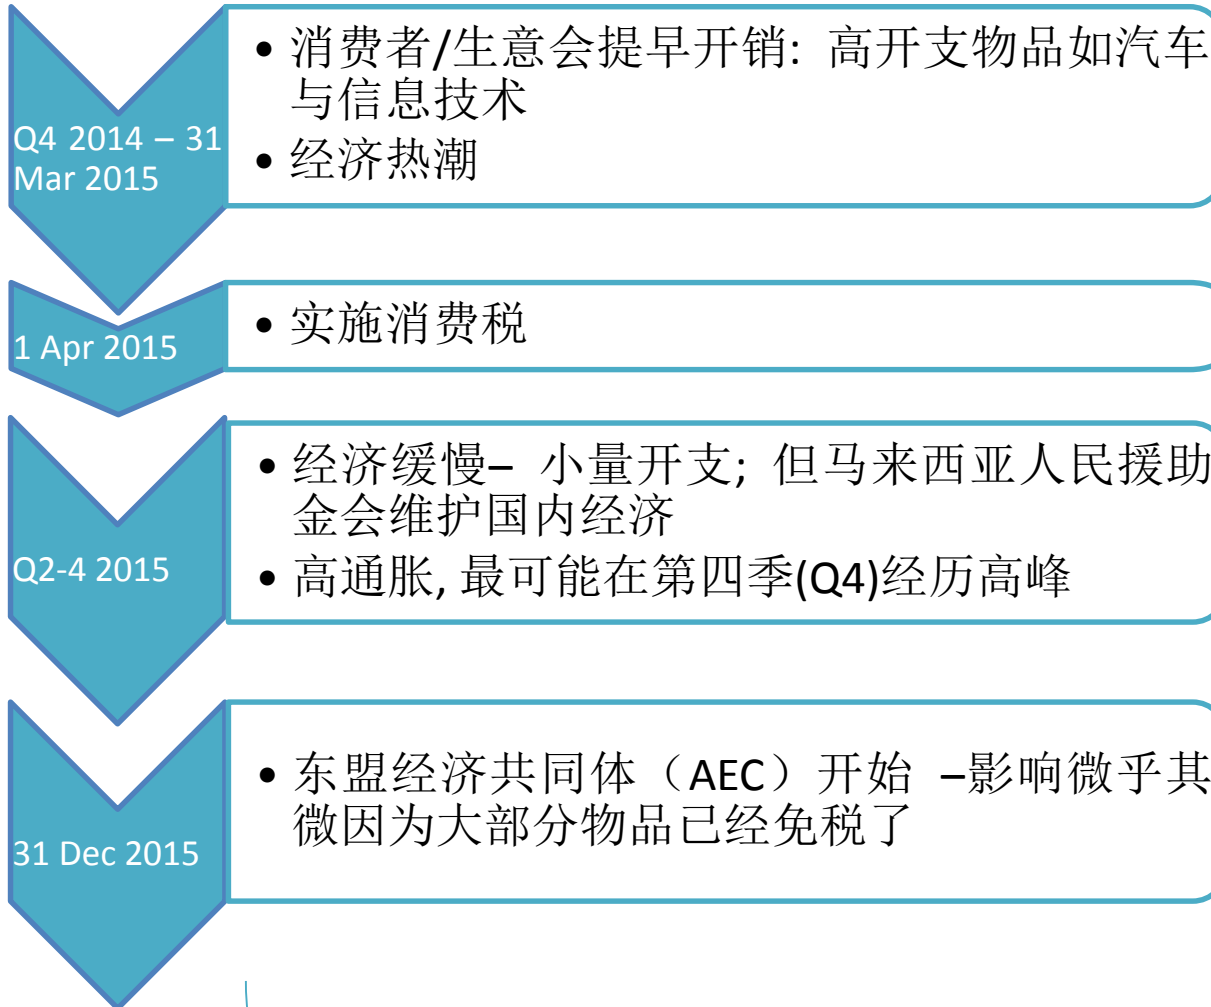 Q4 2014 – 31
Mar 2015
• 消费者/生意会提早开销: 高开支物品如汽车
与信息技术
• 经济热潮
1 Apr 2015
• 实施消费税
Q2-4 2015
• 经济缓慢– 小量开支; 但马来西亚人民援助
金会维护国内经济
• 高通胀, 最可能在第四季(Q4)经历高峰
31 Dec 2015
• 东盟经济共同体（AEC）开始 –影响微乎其
微因为大部分物品已经免税了